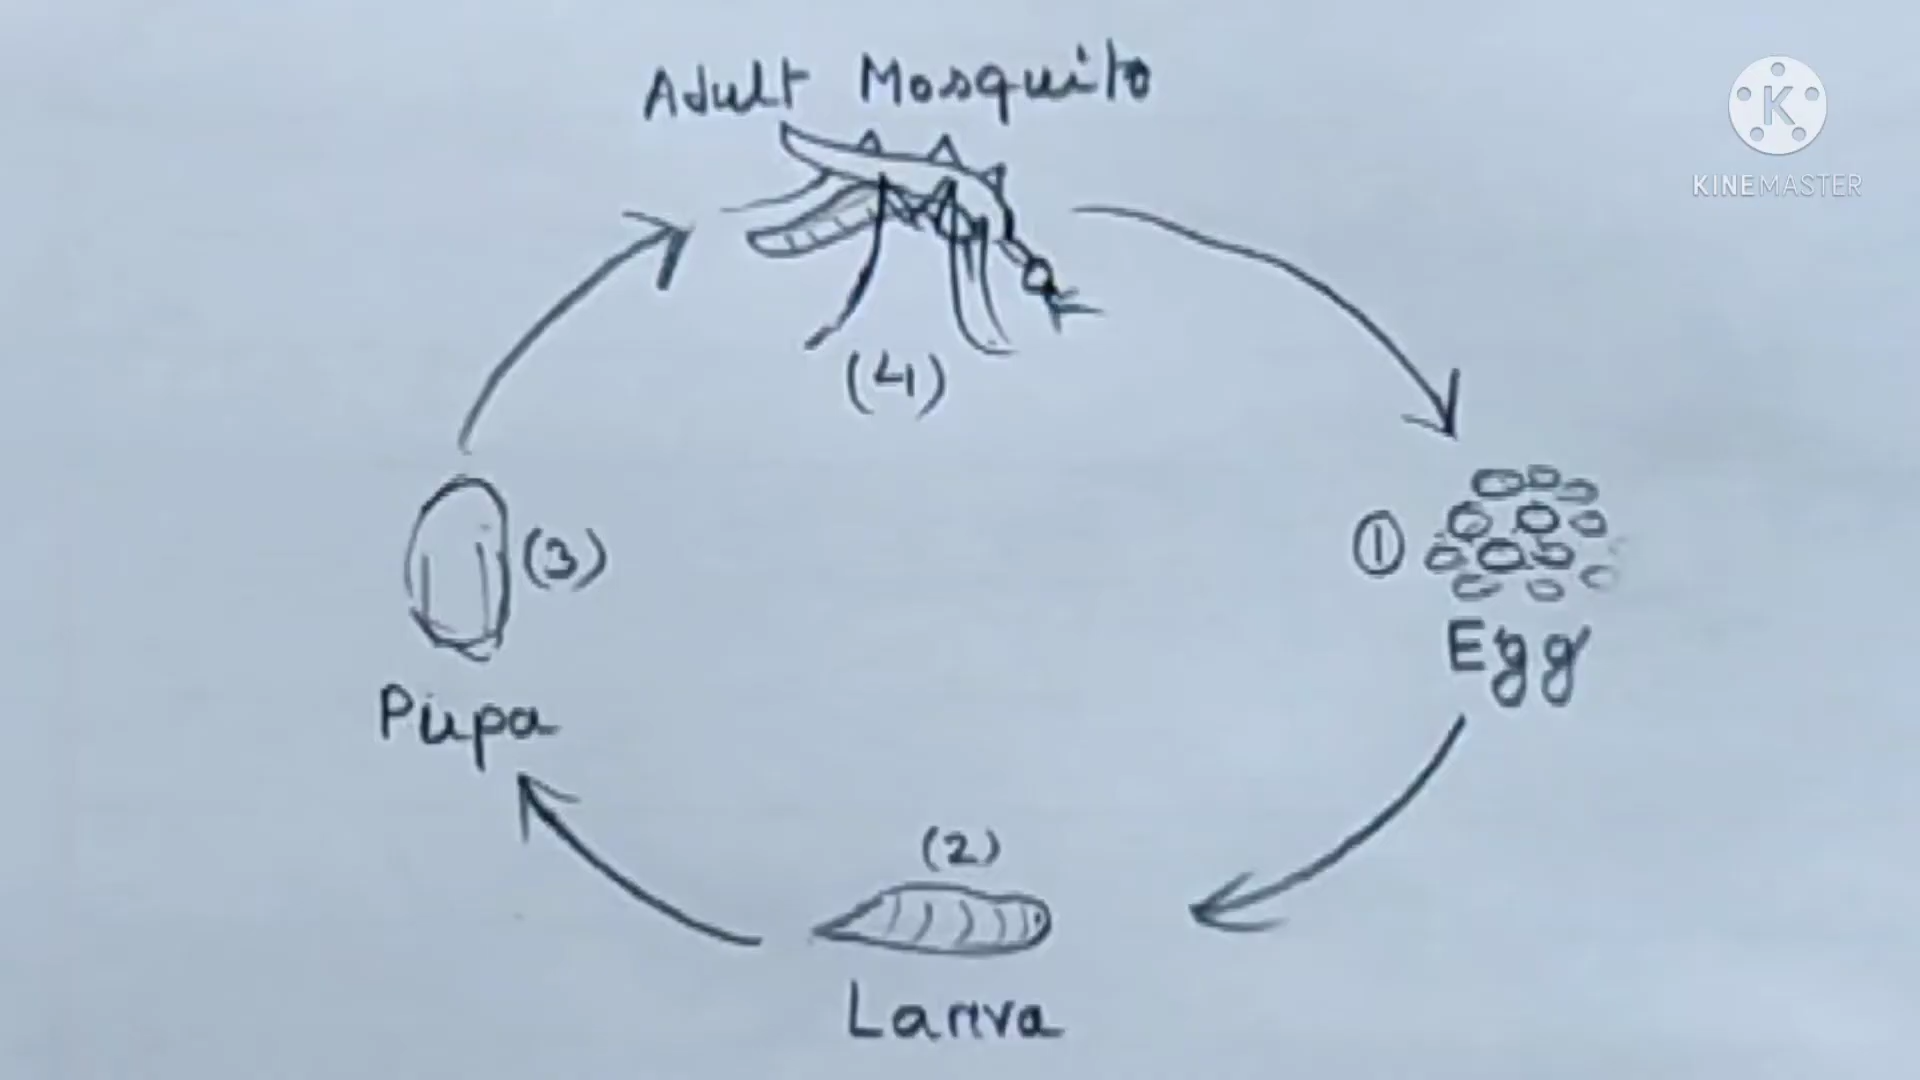 Adult Mosquito
K
KINEMASTER
(4)
(3)
①
Egg
Pupa
(2)
Larva